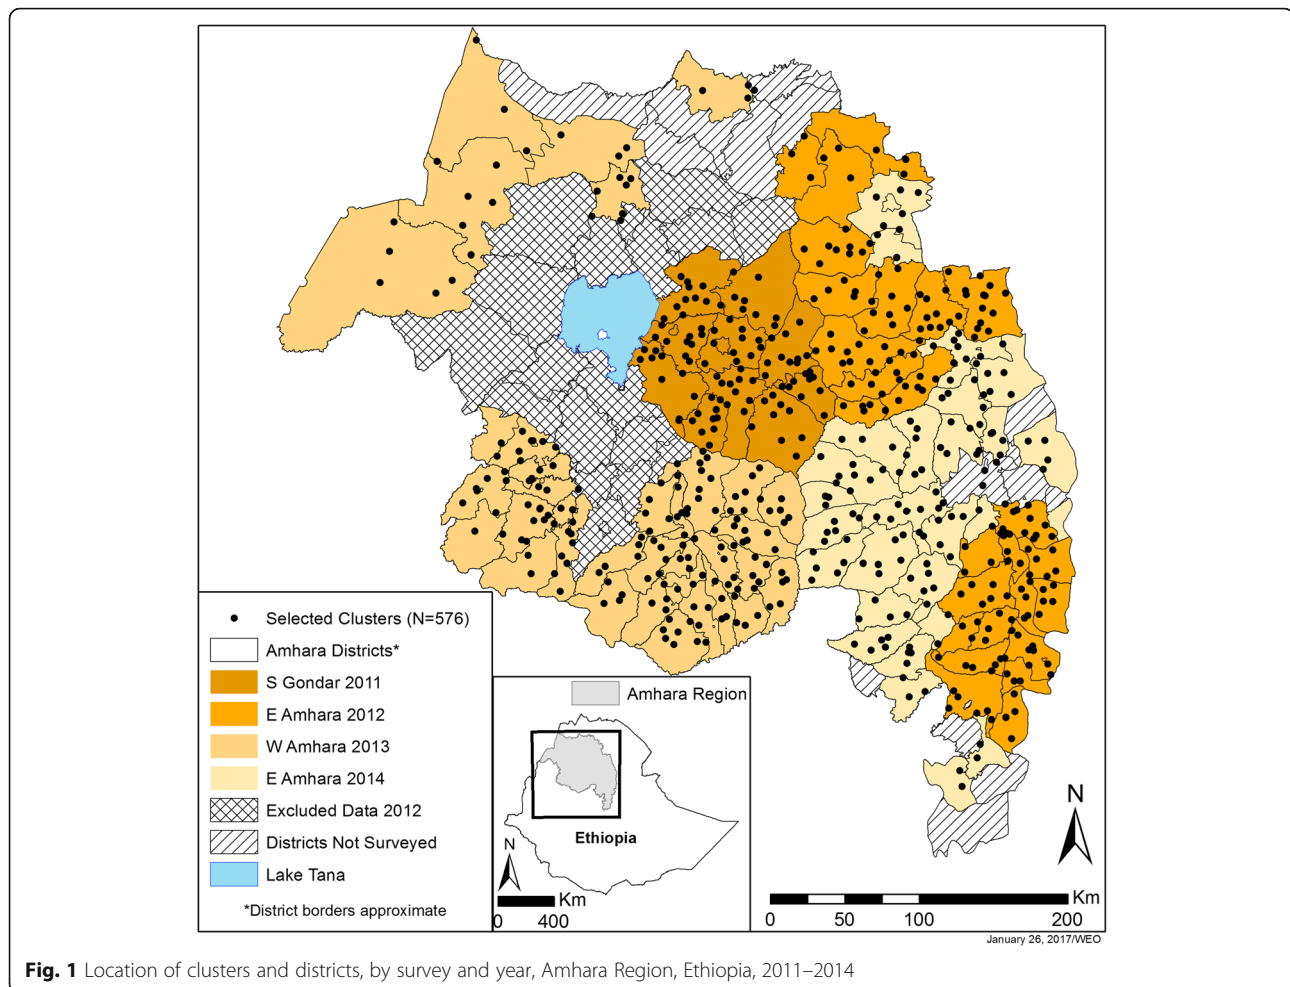 Selected Clusters (N=576)
Amhara Districts*
S Gondar 2011
E Amhara 2012
W Amhara 2013
E Amhara 2014
Excluded Data 2012
Districts Not Surveyed
Lake Tana
*District borders approximate
Amhara Region
Ethiopia
N
Km
0 400
N
Km
0 50 100 200
January 26, 2017/WEO
Fig. 1 Location of clusters and districts, by survey and year, Amhara Region, Ethiopia, 2011–2014